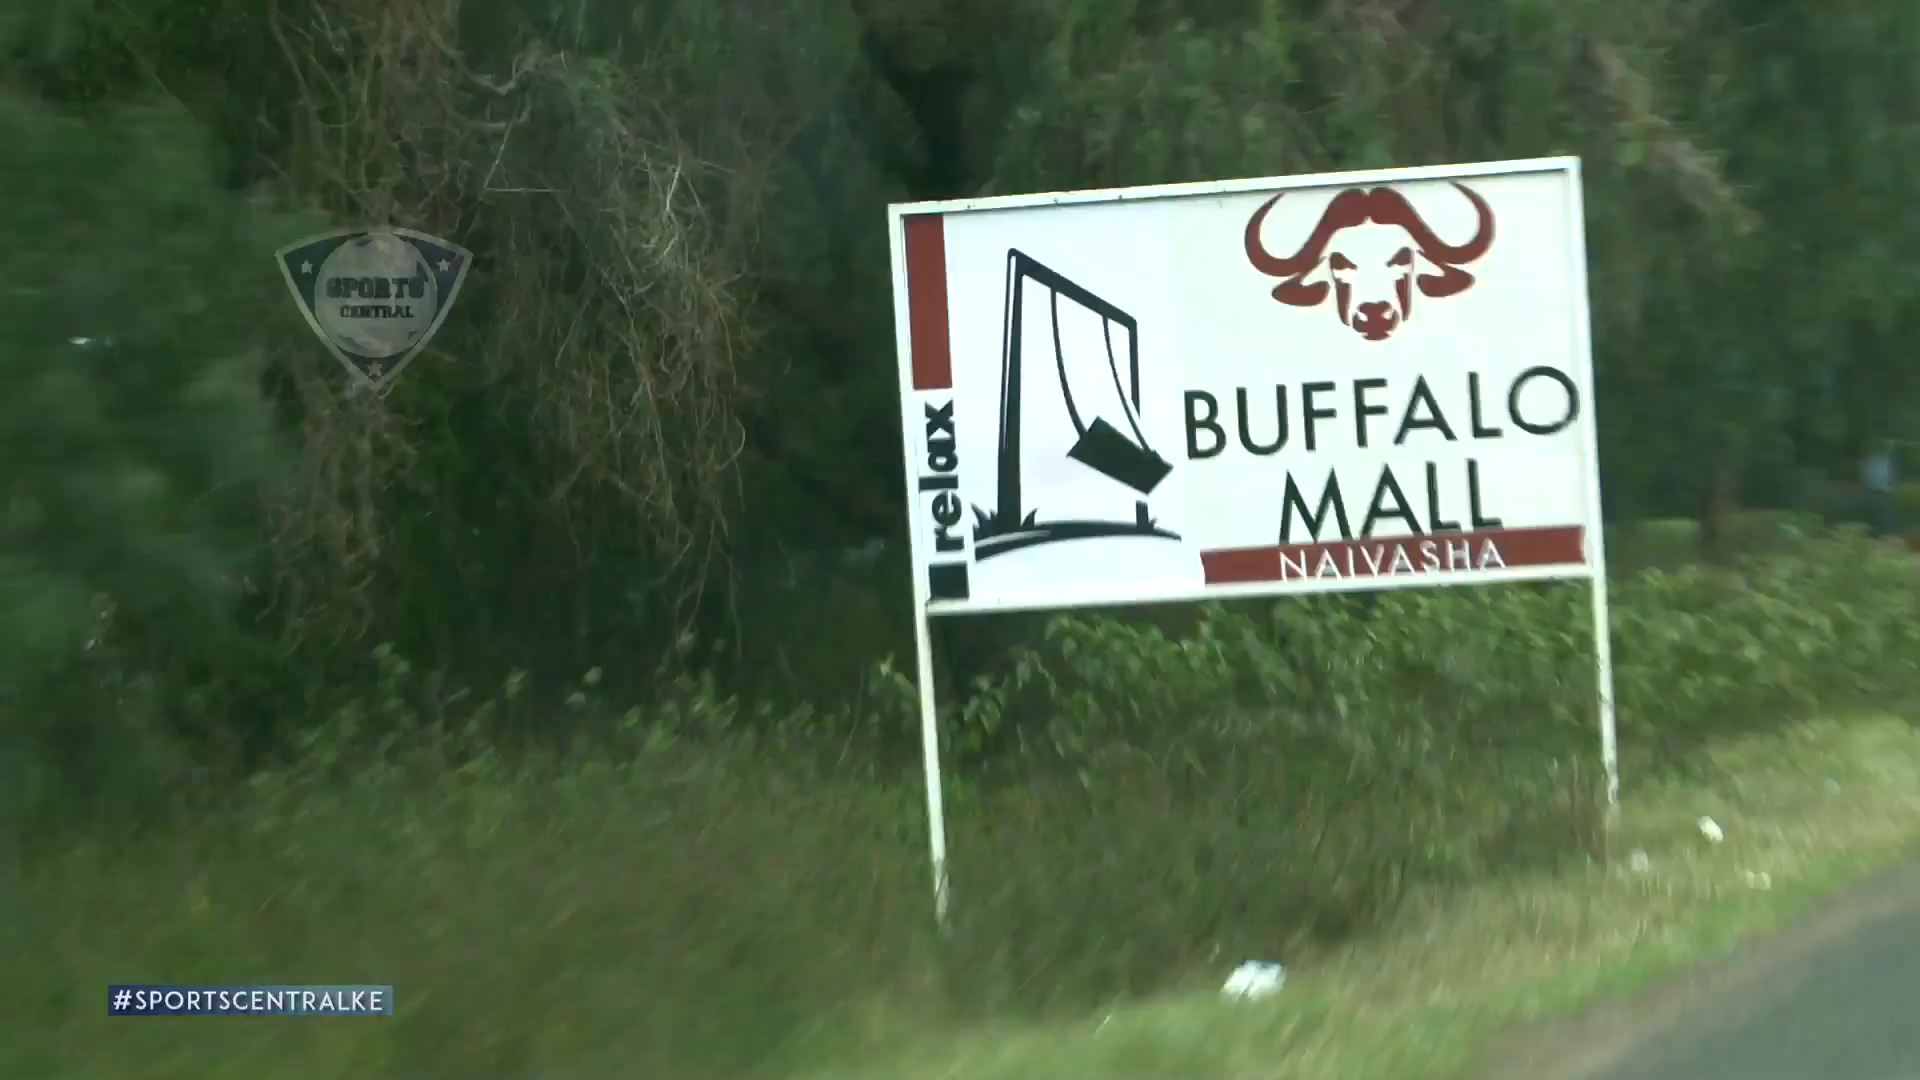 SPORTS
CENTRAL
relax
BUFFALO
MALL
NAIVASHA
#SPORTSCENTRALKE